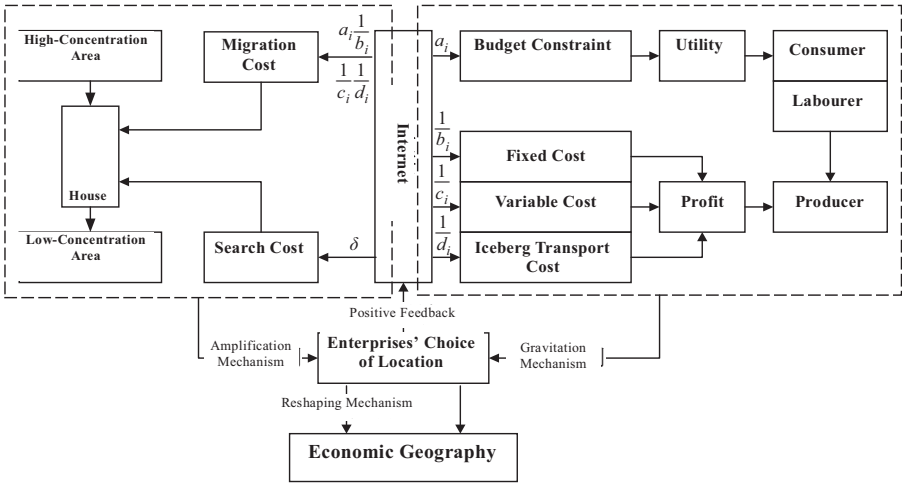 High-Concentration
Area
Migration
Cost
a_i 1/b_i
1/c_i 1/d_i
House
Low-Concentration
Area
Search Cost
δ
Internet
a_i
Budget Constraint
Utility
Consumer
Labourer
1/b_i
Fixed Cost
1/c_i
Variable Cost
Profit
Producer
1/d_i
Iceberg Transport
Cost
Positive Feedback
Amplification
Mechanism
Enterprises’ Choice
of Location
Gravitation
Mechanism
Reshaping Mechanism
Economic Geography